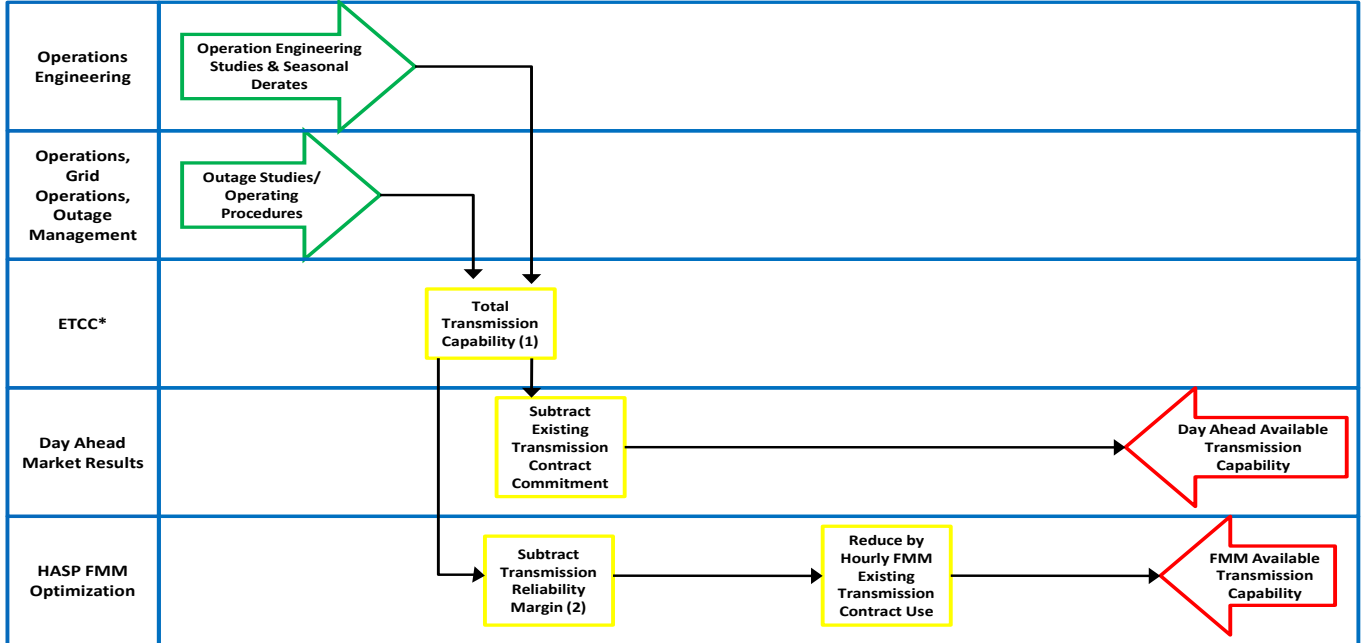 Operations
Engineering
Operation Engineering
Studies & Seasonal
Derates
Operations,
Grid
Operations,
Outage
Management
Outage Studies/
Operating
Procedures
ETCC*
Total
Transmission
Capability (1)
Day Ahead
Market Results
Subtract
Existing
Transmission
Contract
Commitment
Day Ahead Available
Transmission
Capability
HASP FMM
Optimization
Subtract
Transmission
Reliability
Margin (2)
Reduce by
Hourly FMM
Existing
Transmission
Contract Use
FMM Available
Transmission
Capability